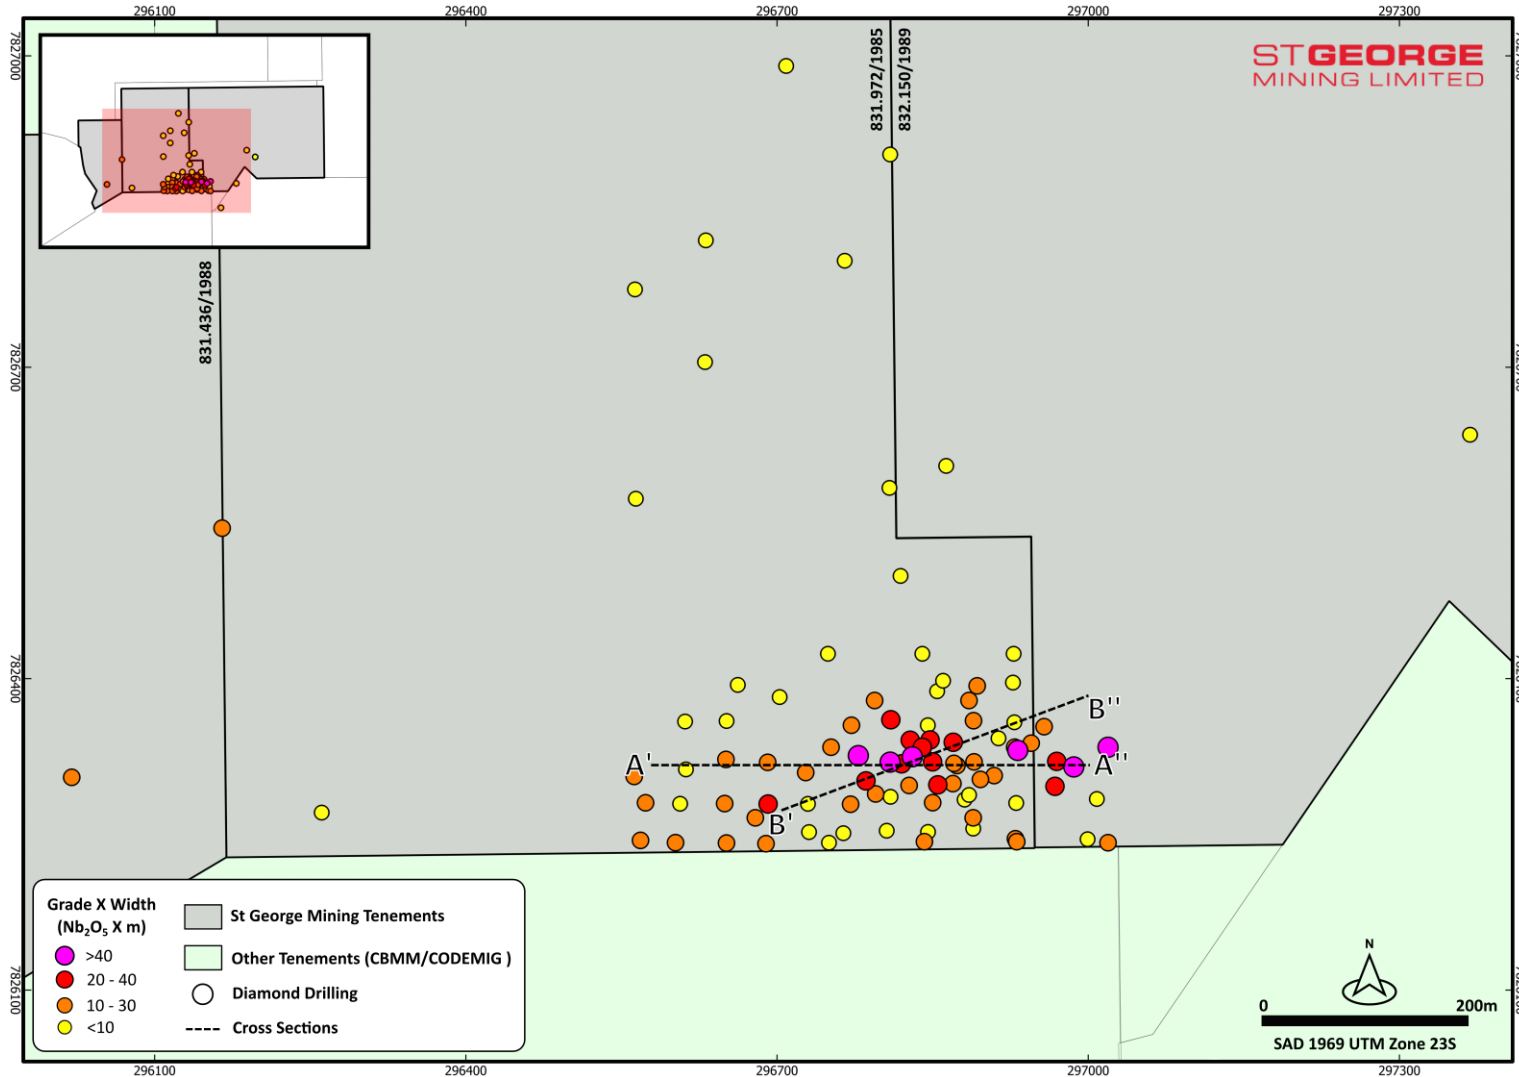 296100
296400
296700
297000
297300
7827000
7826700
7826400
7826100
STGEORGE
MINING LIMITED
831.972/1985
832.150/1989
831.436/1988
A'
A''
B'
B''
Grade X Width
(Nb₂O₅ X m)
>40
20 - 40
10 - 30
<10
St George Mining Tenements
Other Tenements (CBMM/CODEMIG )
Diamond Drilling
Cross Sections
N
0
200m
SAD 1969 UTM Zone 23S
296100
296400
296700
297000
297300